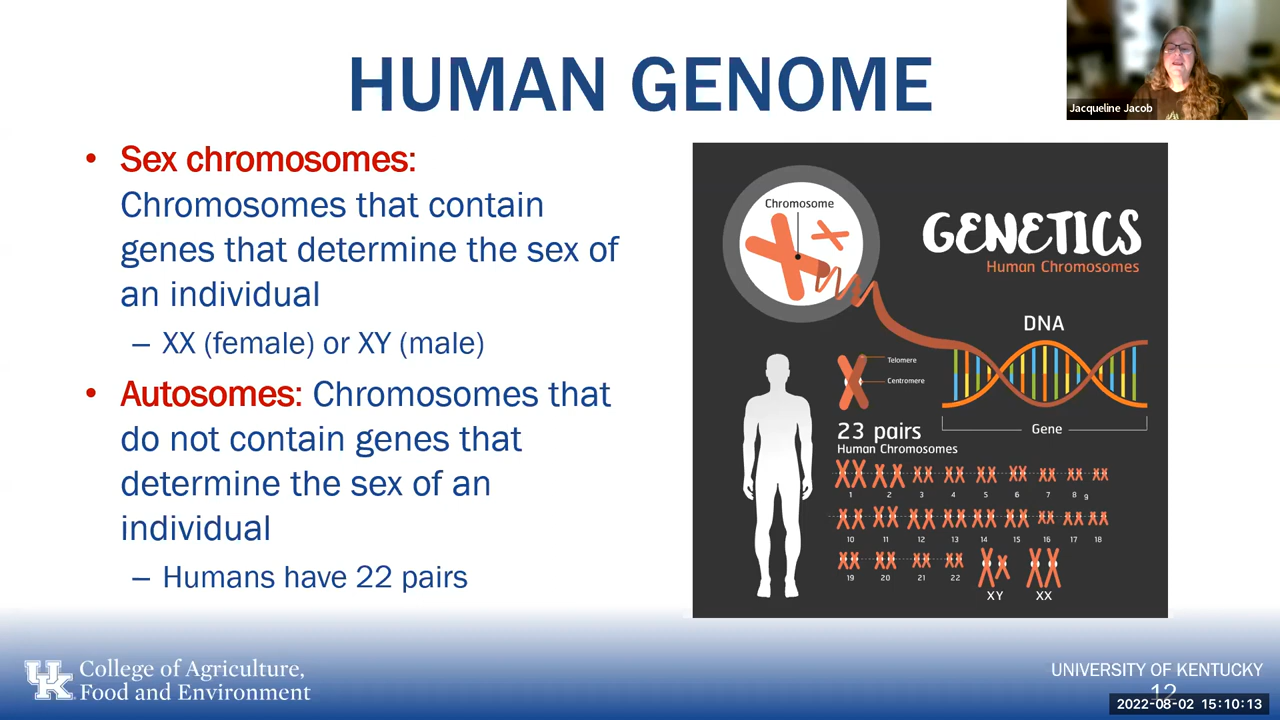 HUMAN GENOME
Jacqueline Jacob
• Sex chromosomes:
Chromosomes that contain
genes that determine the sex of
an individual
– XX (female) or XY (male)
• Autosomes: Chromosomes that
do not contain genes that
determine the sex of an
individual
– Humans have 22 pairs
Chromosome
GENETICS
Human Chromosomes
DNA
Telomere
Centromere
Gene
23 pairs
Human Chromosomes
1 2 3 4 5 6 7 8 9
10 11 12 13 14 15 16 17 18
19 20 21 22
XY XX
UK
College of Agriculture,
Food and Environment
UNIVERSITY OF KENTUCKY
12
2022-08-02 15:10:13